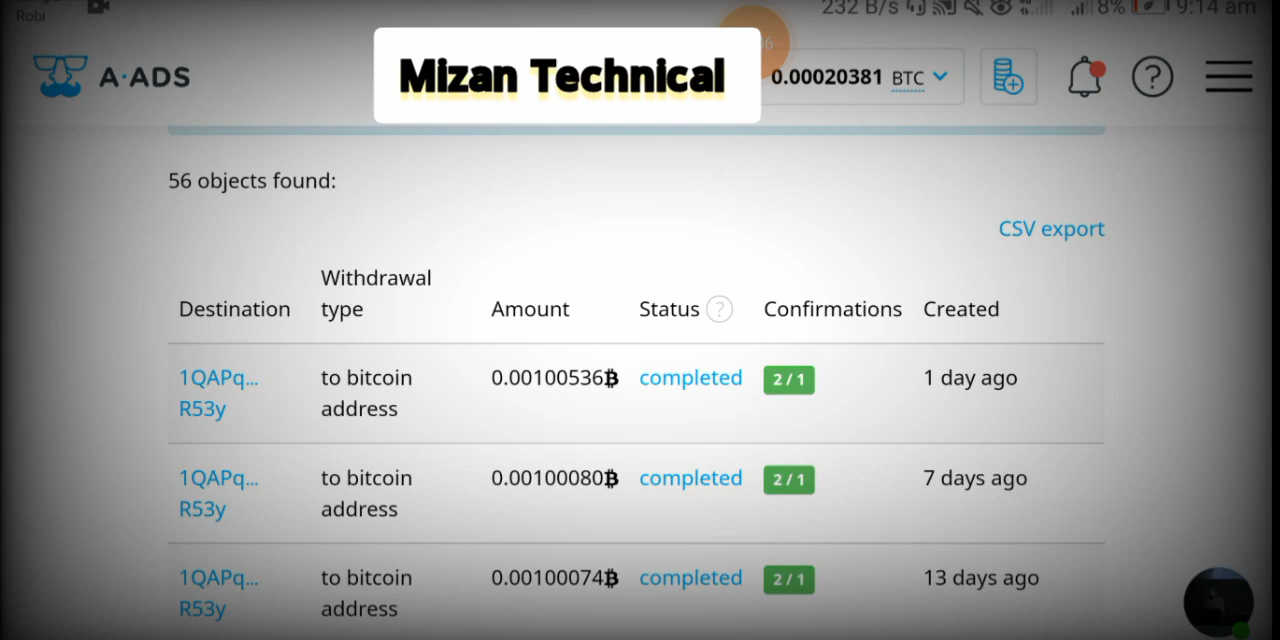 Robi
232 B/s 8% 9:14 am
A·ADS
Mizan Technical
0.00020381 BTC
56 objects found:
CSV export
Destination Withdrawal type Amount Status ? Confirmations Created
1QAPq... R53y to bitcoin address 0.00100536₿ completed 2 / 1 1 day ago
1QAPq... R53y to bitcoin address 0.00100080₿ completed 2 / 1 7 days ago
1QAPq... R53y to bitcoin address 0.00100074₿ completed 2 / 1 13 days ago